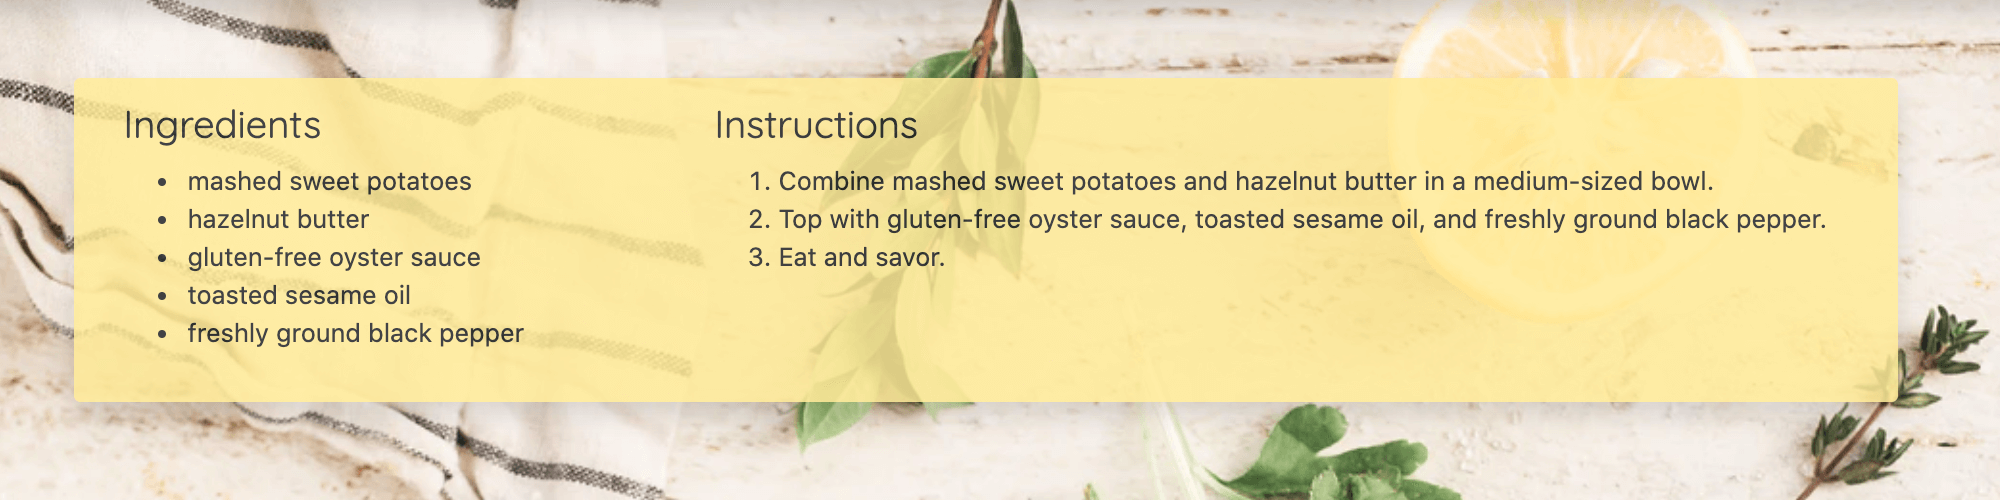 Ingredients
• mashed sweet potatoes
• hazelnut butter
• gluten-free oyster sauce
• toasted sesame oil
• freshly ground black pepper
Instructions
1. Combine mashed sweet potatoes and hazelnut butter in a medium-sized bowl.
2. Top with gluten-free oyster sauce, toasted sesame oil, and freshly ground black pepper.
3. Eat and savor.